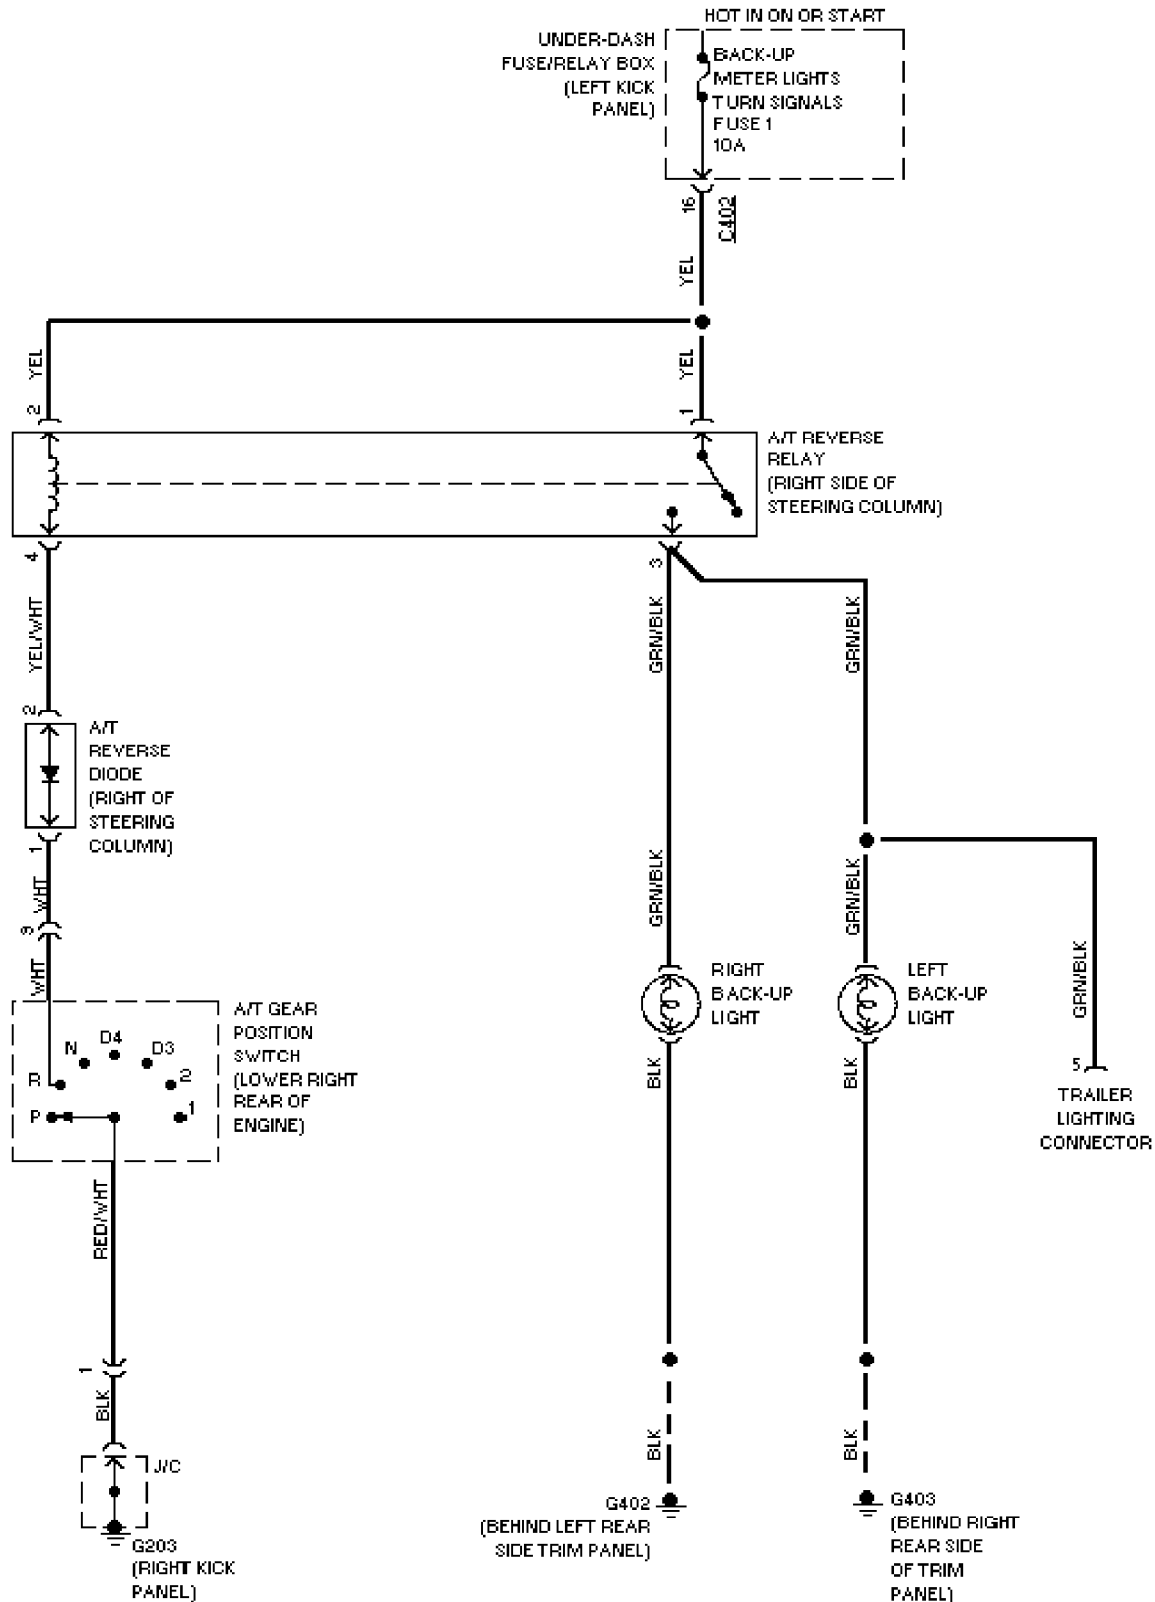 HOT IN ON OR START
UNDER-DASH
FUSE/RELAY BOX
(LEFT KICK
PANEL)
BACK-UP
METER LIGHTS
TURN SIGNALS
FUSE 1
10A
16
C402
YEL
YEL
YEL
2
1
A/T REVERSE
RELAY
(RIGHT SIDE OF
STEERING COLUMN)
4
3
YEL/WHT
GRN/BLK
GRN/BLK
2
A/T
REVERSE
DIODE
(RIGHT OF
STEERING
COLUMN)
1
WHT
9
WHT
GRN/BLK
GRN/BLK
GRN/BLK
RIGHT
BACK-UP
LIGHT
LEFT
BACK-UP
LIGHT
A/T GEAR
POSITION
SWITCH
(LOWER RIGHT
REAR OF
ENGINE)
P
R
N
D4
D3
2
1
BLK
BLK
5
TRAILER
LIGHTING
CONNECTOR
RED/WHT
1
BLK
J/C
G203
(RIGHT KICK
PANEL)
BLK
BLK
G402
(BEHIND LEFT REAR
SIDE TRIM PANEL)
G403
(BEHIND RIGHT
REAR SIDE
OF TRIM
PANEL)